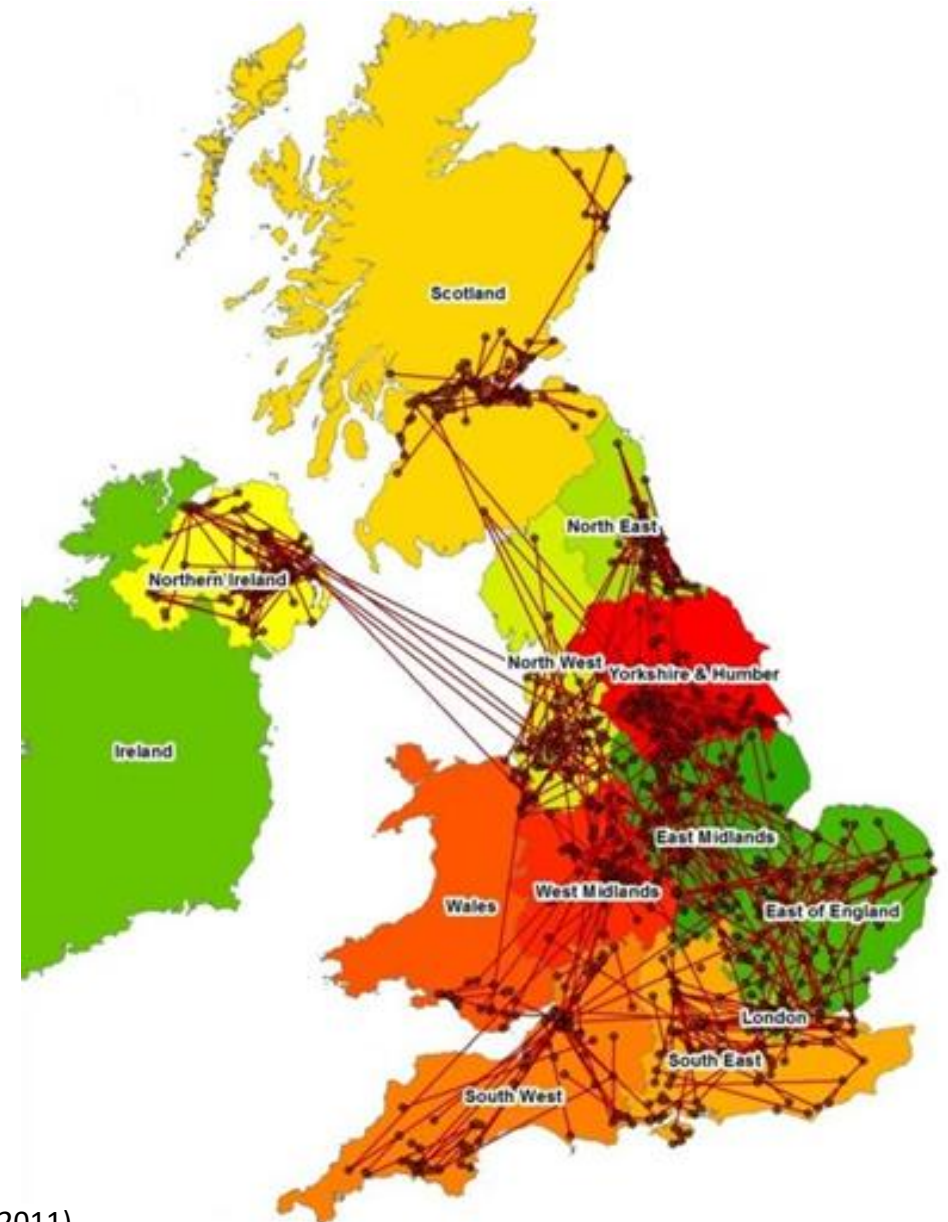 Scotland
North East
Northern Ireland
North West
Yorkshire & Humber
Ireland
East Midlands
West Midlands
Wales
East of England
London
South East
South West
2011)